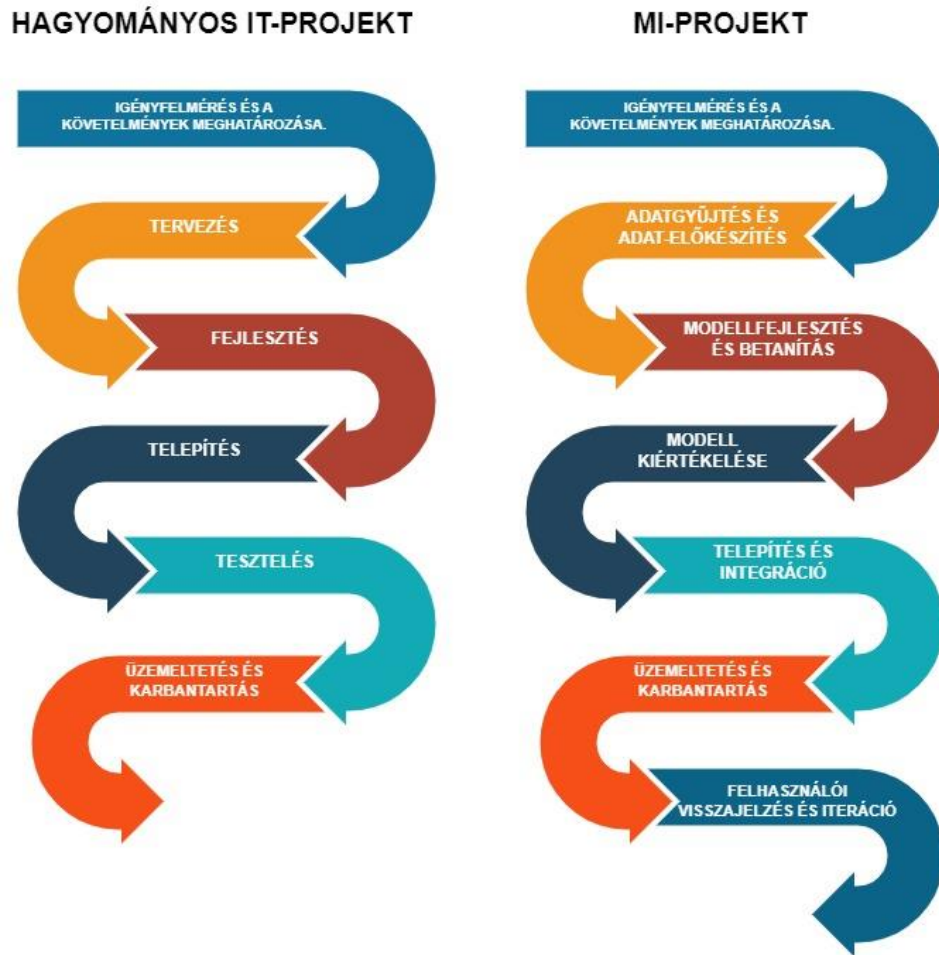 HAGYOMÁNYOS IT-PROJEKT
IGÉNYFELMÉRÉS ÉS A
KÖVETELMÉNYEK MEGHATÁROZÁSA.
TERVEZÉS
FEJLESZTÉS
TELEPÍTÉS
TESZTELÉS
ÜZEMELTETÉS ÉS
KARBANTARTÁS
MI-PROJEKT
IGÉNYFELMÉRÉS ÉS A
KÖVETELMÉNYEK MEGHATÁROZÁSA.
ADATGYŰJTÉS ÉS
ADAT-ELŐKÉSZÍTÉS
MODELLFEJLESZTÉS
ÉS BETANÍTÁS
MODELL
KIÉRTÉKELÉSE
TELEPÍTÉS ÉS
INTEGRÁCIÓ
ÜZEMELTETÉS ÉS
KARBANTARTÁS
FELHASZNÁLÓI
VISSZAJELZÉS ÉS ITERÁCIÓ